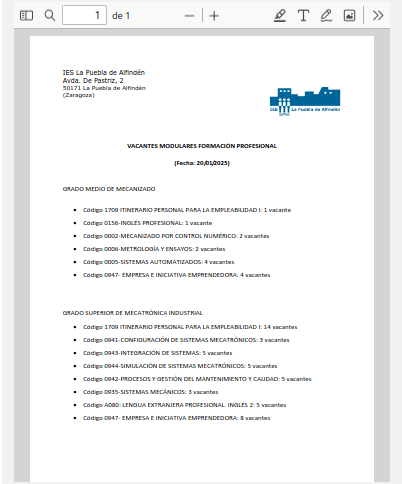 1
de 1
IES La Puebla de Alfindén
Avda. De Pastriz, 2
50171 La Puebla de Alfindén
(Zaragoza)
IES La Puebla de Alfindén
VACANTES MODULARES FORMACIÓN PROFESIONAL
(Fecha: 20/01/2025)
GRADO MEDIO DE MECANIZADO
• Código 1709 ITINERARIO PERSONAL PARA LA EMPLEABILIDAD I: 1 vacante
• Código 0156-INGLÉS PROFESIONAL: 1 vacante
• Código 0002-MECANIZADO POR CONTROL NUMÉRICO: 2 vacantes
• Código 0006-METROLOGÍA Y ENSAYOS: 2 vacantes
• Código 0005-SISTEMAS AUTOMATIZADOS: 4 vacantes
• Código 0947- EMPRESA E INICIATIVA EMPRENDEDORA: 4 vacantes
GRADO SUPERIOR DE MECATRÓNICA INDUSTRIAL
• Código 1709 ITINERARIO PERSONAL PARA LA EMPLEABILIDAD I: 14 vacantes
• Código 0941-CONFIGURACIÓN DE SISTEMAS MECATRÓNICOS: 3 vacantes
• Código 0943-INTEGRACIÓN DE SISTEMAS: 5 vacantes
• Código 0944-SIMULACIÓN DE SISTEMAS MECATRÓNICOS: 5 vacantes
• Código 0942-PROCESOS Y GESTIÓN DEL MANTENIMIENTO Y CALIDAD: 5 vacantes
• Código 0935-SISTEMAS MECÁNICOS: 3 vacantes
• Código A080: LENGUA EXTRANJERA PROFESIONAL. INGLÉS 2: 5 vacantes
• Código 0947- EMPRESA E INICIATIVA EMPRENDEDORA: 8 vacantes